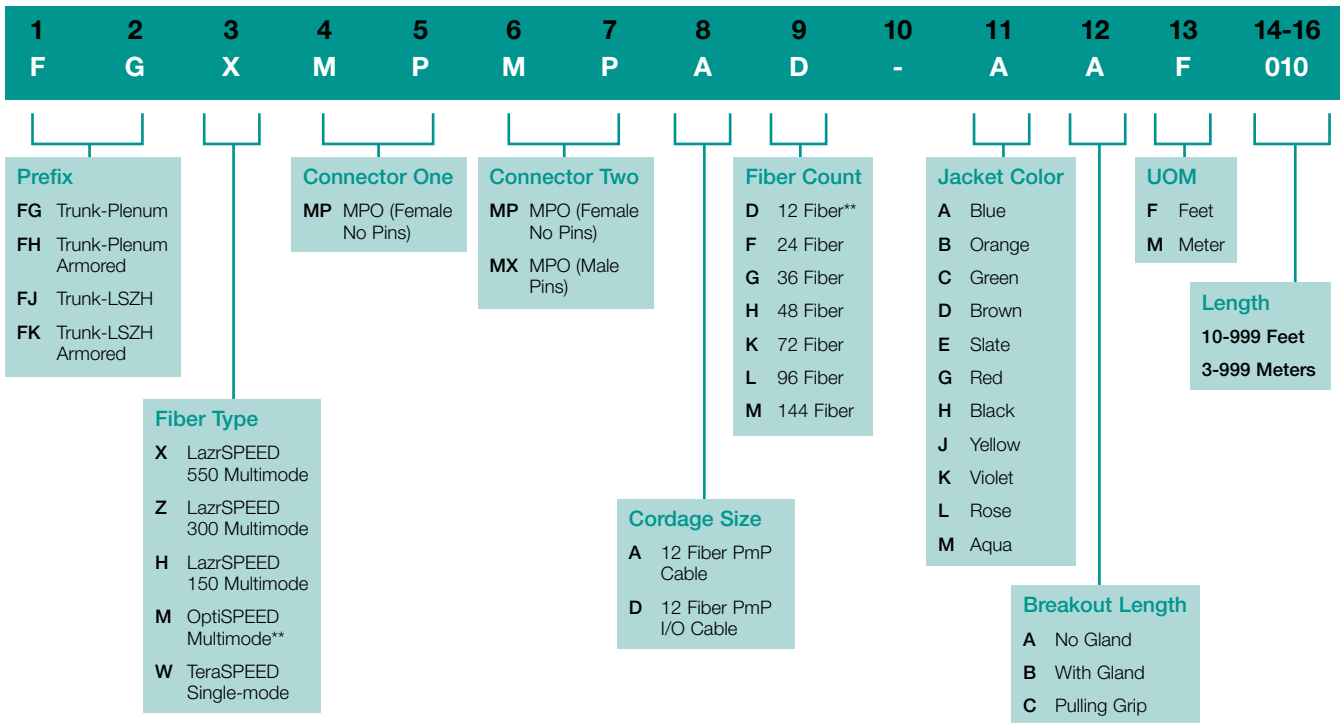 1 2 3 4 5 6 7 8 9 10 11 12 13 14-16
F G X M P M P A D - A A F 010
Prefix
FG Trunk-Plenum
FH Trunk-Plenum
Armored
FJ Trunk-LSZH
FK Trunk-LSZH
Armored
Fiber Type
X LazrSPEED
550 Multimode
Z LazrSPEED
300 Multimode
H LazrSPEED
150 Multimode
M OptiSPEED
Multimode**
W TeraSPEED
Single-mode
Connector One
MP MPO (Female
No Pins)
Connector Two
MP MPO (Female
No Pins)
MX MPO (Male
Pins)
Cordage Size
A 12 Fiber PmP
Cable
D 12 Fiber PmP
I/O Cable
Fiber Count
D 12 Fiber**
F 24 Fiber
G 36 Fiber
H 48 Fiber
K 72 Fiber
L 96 Fiber
M 144 Fiber
Jacket Color
A Blue
B Orange
C Green
D Brown
E Slate
G Red
H Black
J Yellow
K Violet
L Rose
M Aqua
Breakout Length
A No Gland
B With Gland
C Pulling Grip
UOM
F Feet
M Meter
Length
10-999 Feet
3-999 Meters